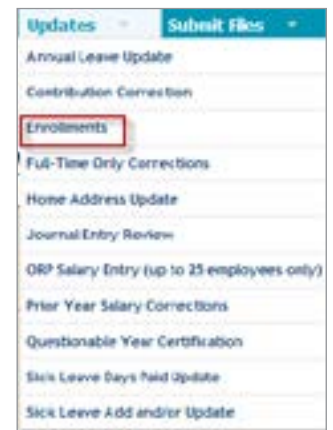 Updates Submit Files
Annual Leave Update
Contribution Correction
Enrollments
Full-Time Only Corrections
Home Address Update
Journal Entry Review
ORP Salary Entry (up to 25 employees only)
Prior Year Salary Corrections
Questionable Year Certification
Sick Leave Days Paid Update
Sick Leave Add and/or Update